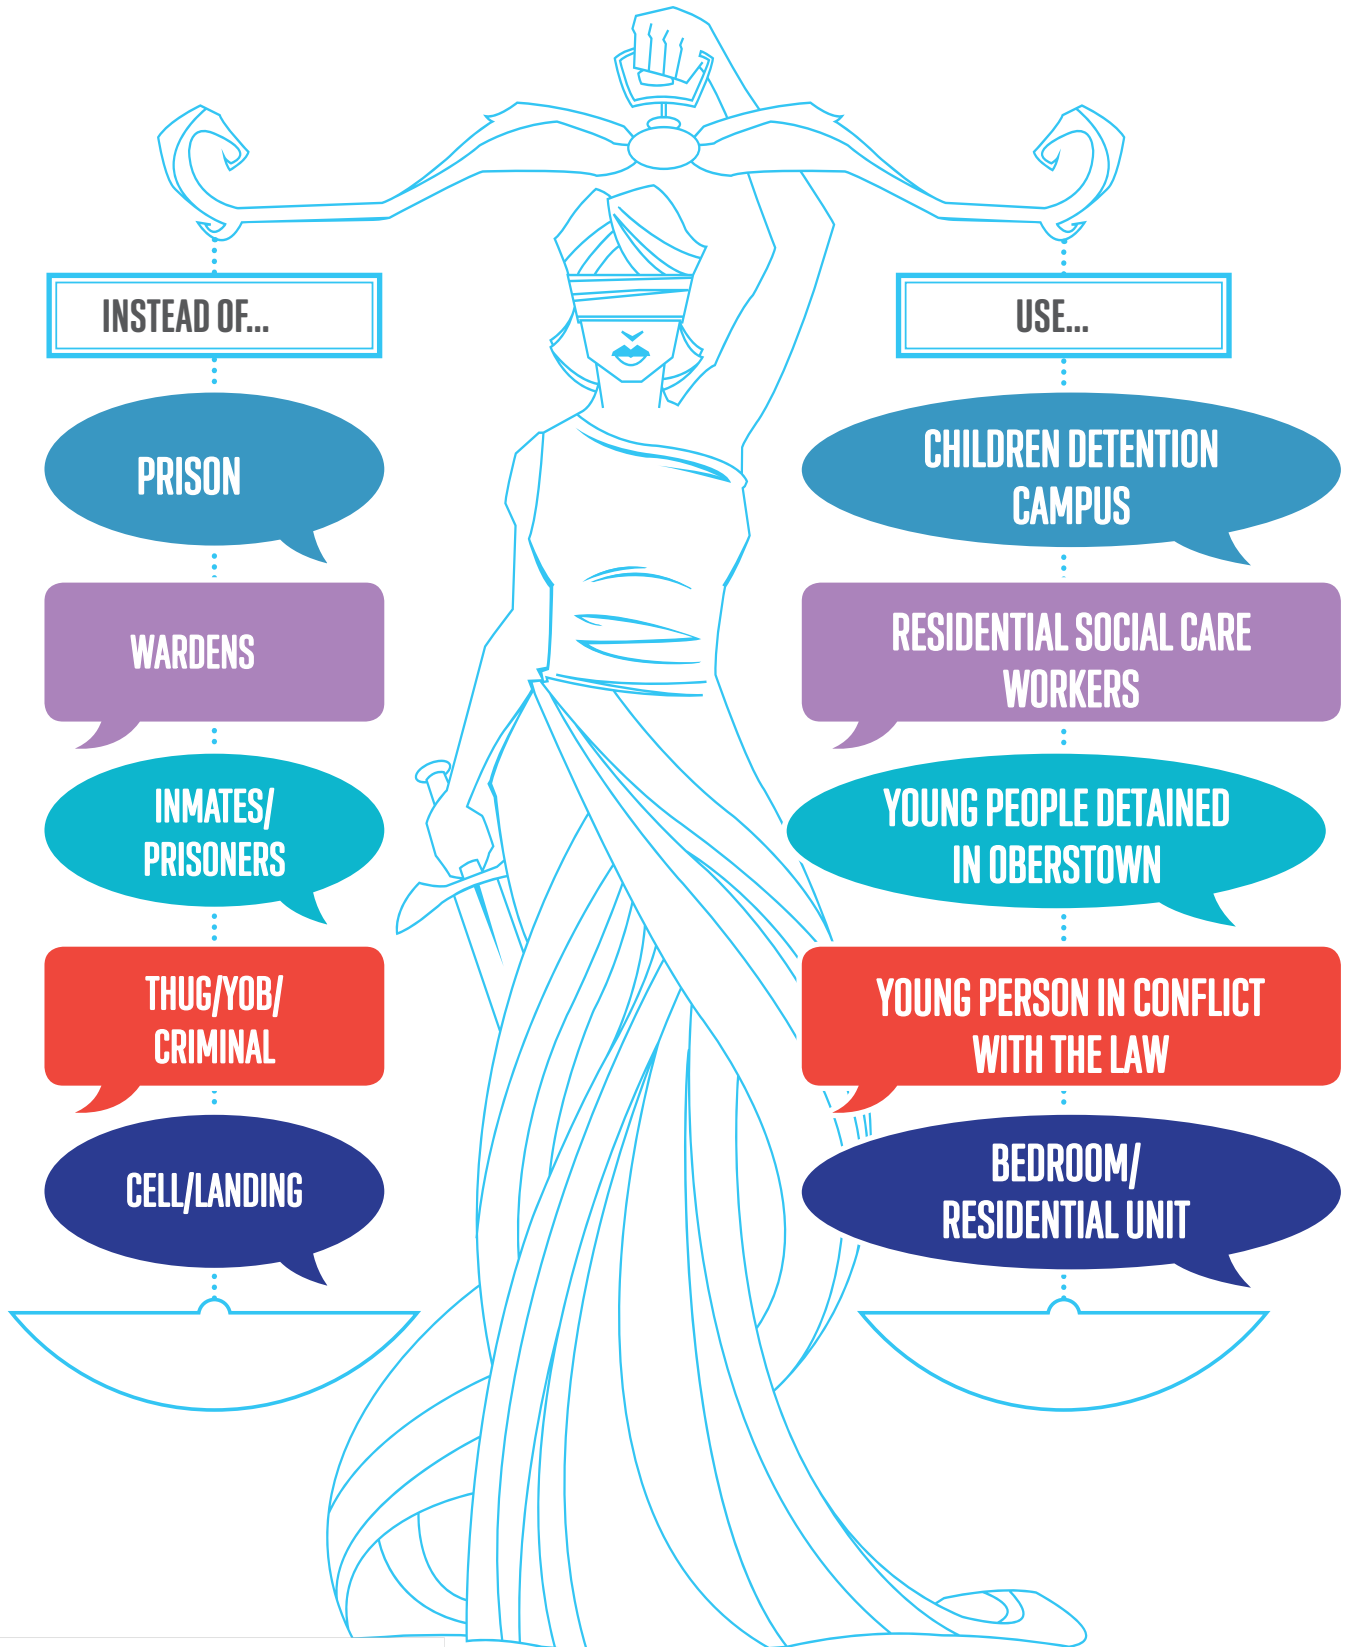 INSTEAD OF...
PRISON
WARDENS
INMATES/
PRISONERS
THUG/YOB/
CRIMINAL
CELL/LANDING
USE...
CHILDREN DETENTION
CAMPUS
RESIDENTIAL SOCIAL CARE
WORKERS
YOUNG PEOPLE DETAINED
IN OBERSTOWN
YOUNG PERSON IN CONFLICT
WITH THE LAW
BEDROOM/
RESIDENTIAL UNIT